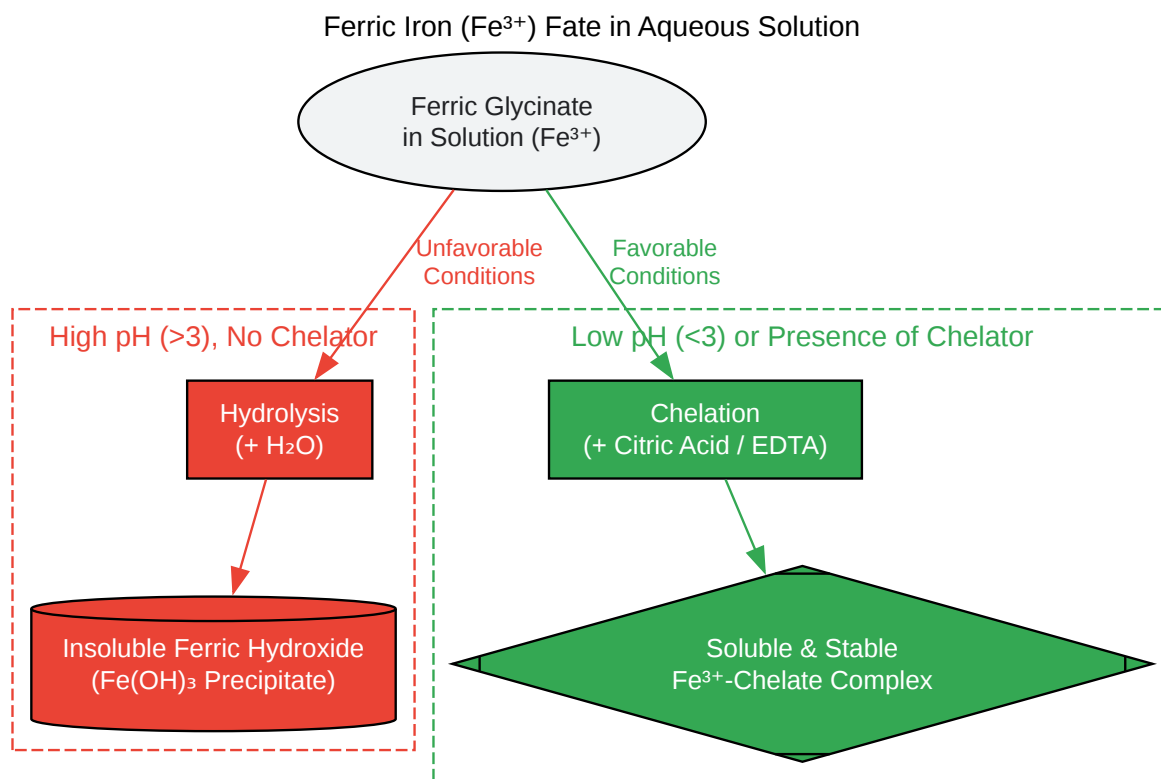 Ferric Iron (Fe³⁺) Fate in Aqueous Solution
Ferric Glycinate
in Solution (Fe³⁺)
Unfavorable
Conditions
Favorable
Conditions
High pH (>3), No Chelator
Low pH (<3) or Presence of Chelator
Hydrolysis
(+ H₂O)
Chelation
(+ Citric Acid / EDTA)
Insoluble Ferric Hydroxide
(Fe(OH)₃ Precipitate)
Soluble & Stable
Fe³⁺-Chelate Complex